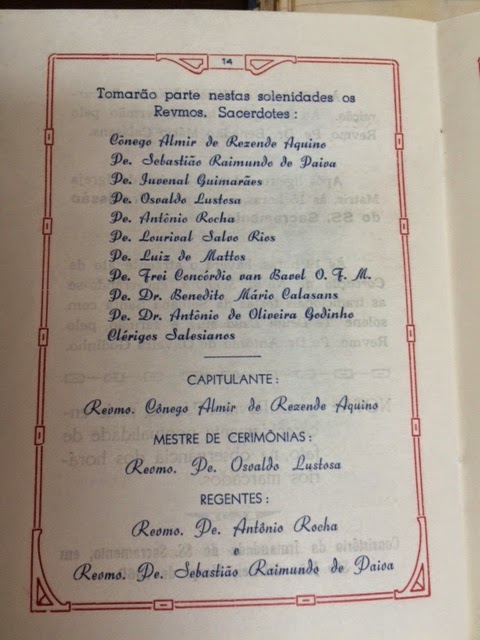 14
Tomarão parte nestas solenidades os
Revmos. Sacerdotes :
Cônego Almir de Rezende Aquino
Pe. Sebastião Raimundo de Paiva
Pe. Juvenal Guimarães
Pe. Osvaldo Lustosa
Pe. Antônio Rocha
Pe. Lourival Salvo Rios
Pe. Luiz de Mattos
Pe. Frei Concórdio van Bavel O. F. M.
Pe. Dr. Benedito Mário Calasans
Pe. Dr. Antônio de Oliveira Godinho
Clérigos Salesianos
CAPITULANTE :
Revmo. Cônego Almir de Rezende Aquino
MESTRE DE CERIMÔNIAS :
Revmo. Pe. Osvaldo Lustosa
REGENTES :
Revmo. Pe. Antônio Rocha
e
Revmo. Pe. Sebastião Raimundo de Paiva